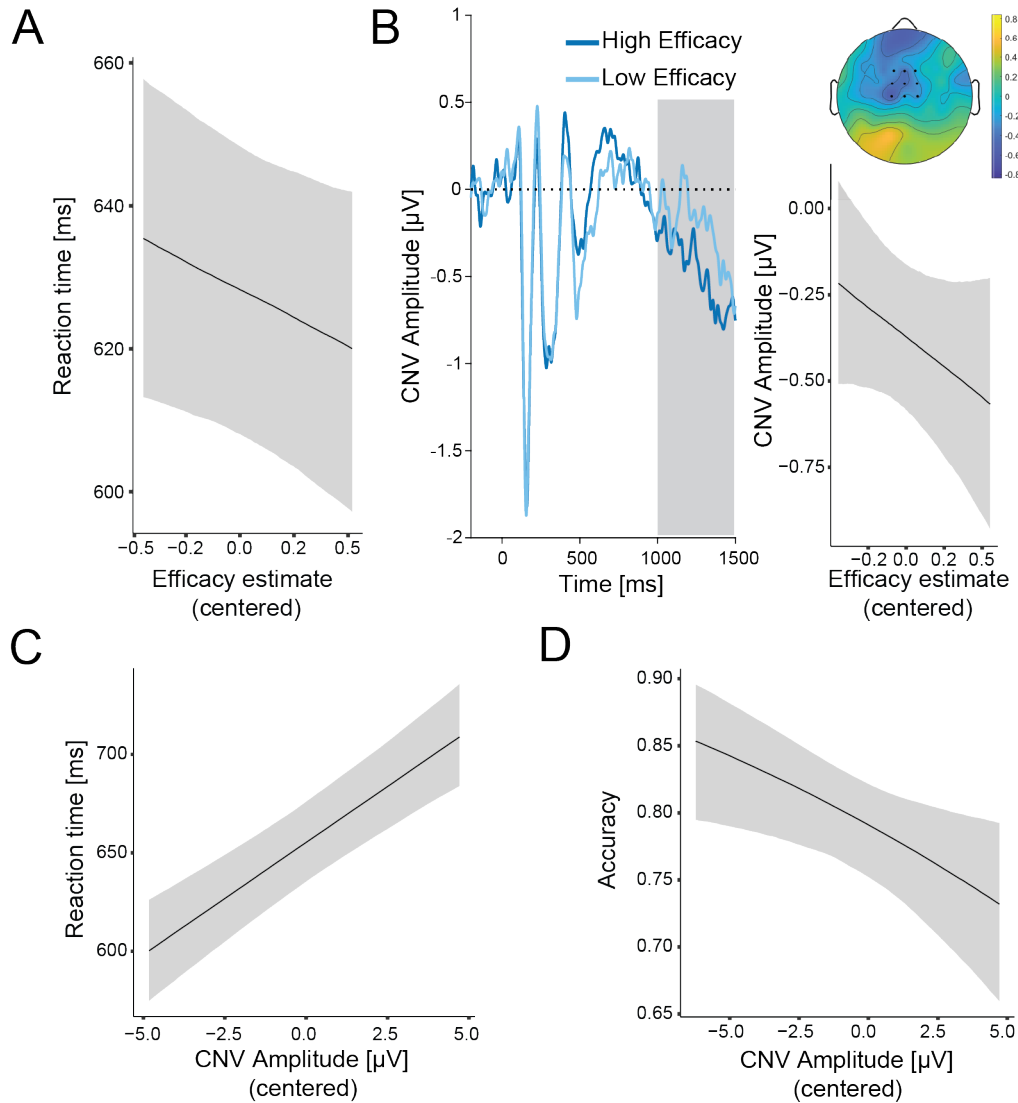 A
Reaction time [ms]
660
640
620
600
−0.5
−0.2
0.0
0.2
0.5
Efficacy estimate
(centered)
B
High Efficacy
Low Efficacy
CNV Amplitude [µV]
1
0.5
0
-0.5
-1
-1.5
-2
0
500
1000
1500
Time [ms]
0.8
0.6
0.4
0.2
0
-0.2
-0.4
-0.6
-0.8
CNV Amplitude [µV]
0.00
−0.25
−0.50
−0.75
−0.2
0.0
0.2
0.5
Efficacy estimate
(centered)
C
Reaction time [ms]
700
650
600
−5.0
−2.5
0.0
2.5
5.0
CNV Amplitude [µV]
(centered)
D
Accuracy
0.90
0.85
0.80
0.75
0.70
0.65
−5.0
−2.5
0.0
2.5
5.0
CNV Amplitude [µV]
(centered)